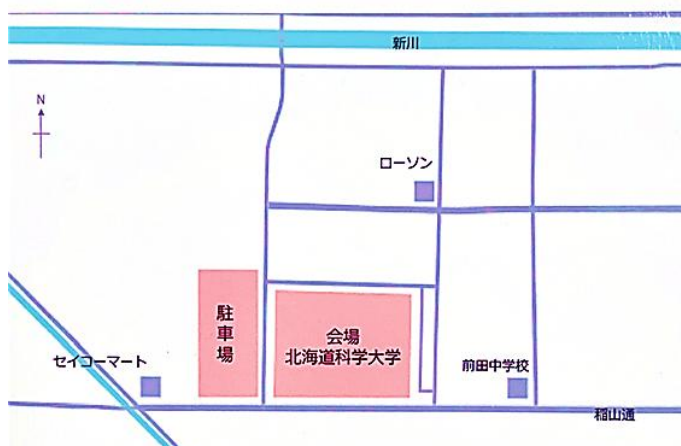 新川
N
ローソン
駐車場
会場
北海道科学大学
セイコーマート
前田中学校
稲山通